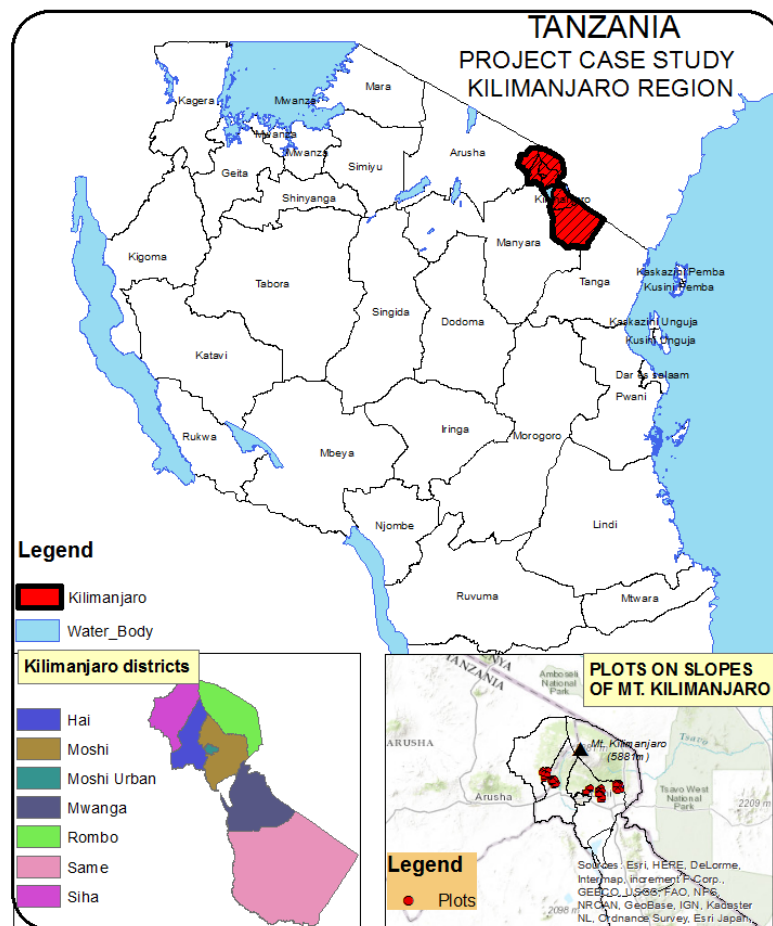 TANZANIA
PROJECT CASE STUDY
KILIMANJARO REGION
Kagera
Mwanza
Mara
Mwanza
Mwanza
Simiyu
Arusha
Geita
Shinyanga
Kilimanjaro
Kigoma
Tabora
Manyara
Tanga
Singida
Dodoma
Kaskazini Pemba
Kusini Pemba
Kaskazini Unguja
Kusini Unguja
Katavi
Dar es salaam
Pwani
Rukwa
Mbeya
Iringa
Morogoro
Njombe
Lindi
Ruvuma
Mtwara
Legend
Kilimanjaro
Water_Body
Kilimanjaro districts
Hai
Moshi
Moshi Urban
Mwanga
Rombo
Same
Siha
PLOTS ON SLOPES
OF MT. KILIMANJARO
TANZANIA
Amboseli
National
Park
ARUSHA
Mt. Kilimanjaro
(5881m)
Tsavo
Arusha
Tsavo West
National
Park
2209 m
2098 m
Legend
Plots
Sources: Esri, HERE, DeLorme,
Intermap, increment P Corp.,
GEBCO, USGS, FAO, NPS,
NRCAN, GeoBase, IGN, Kadaster
NL, Ordnance Survey, Esri Japan,